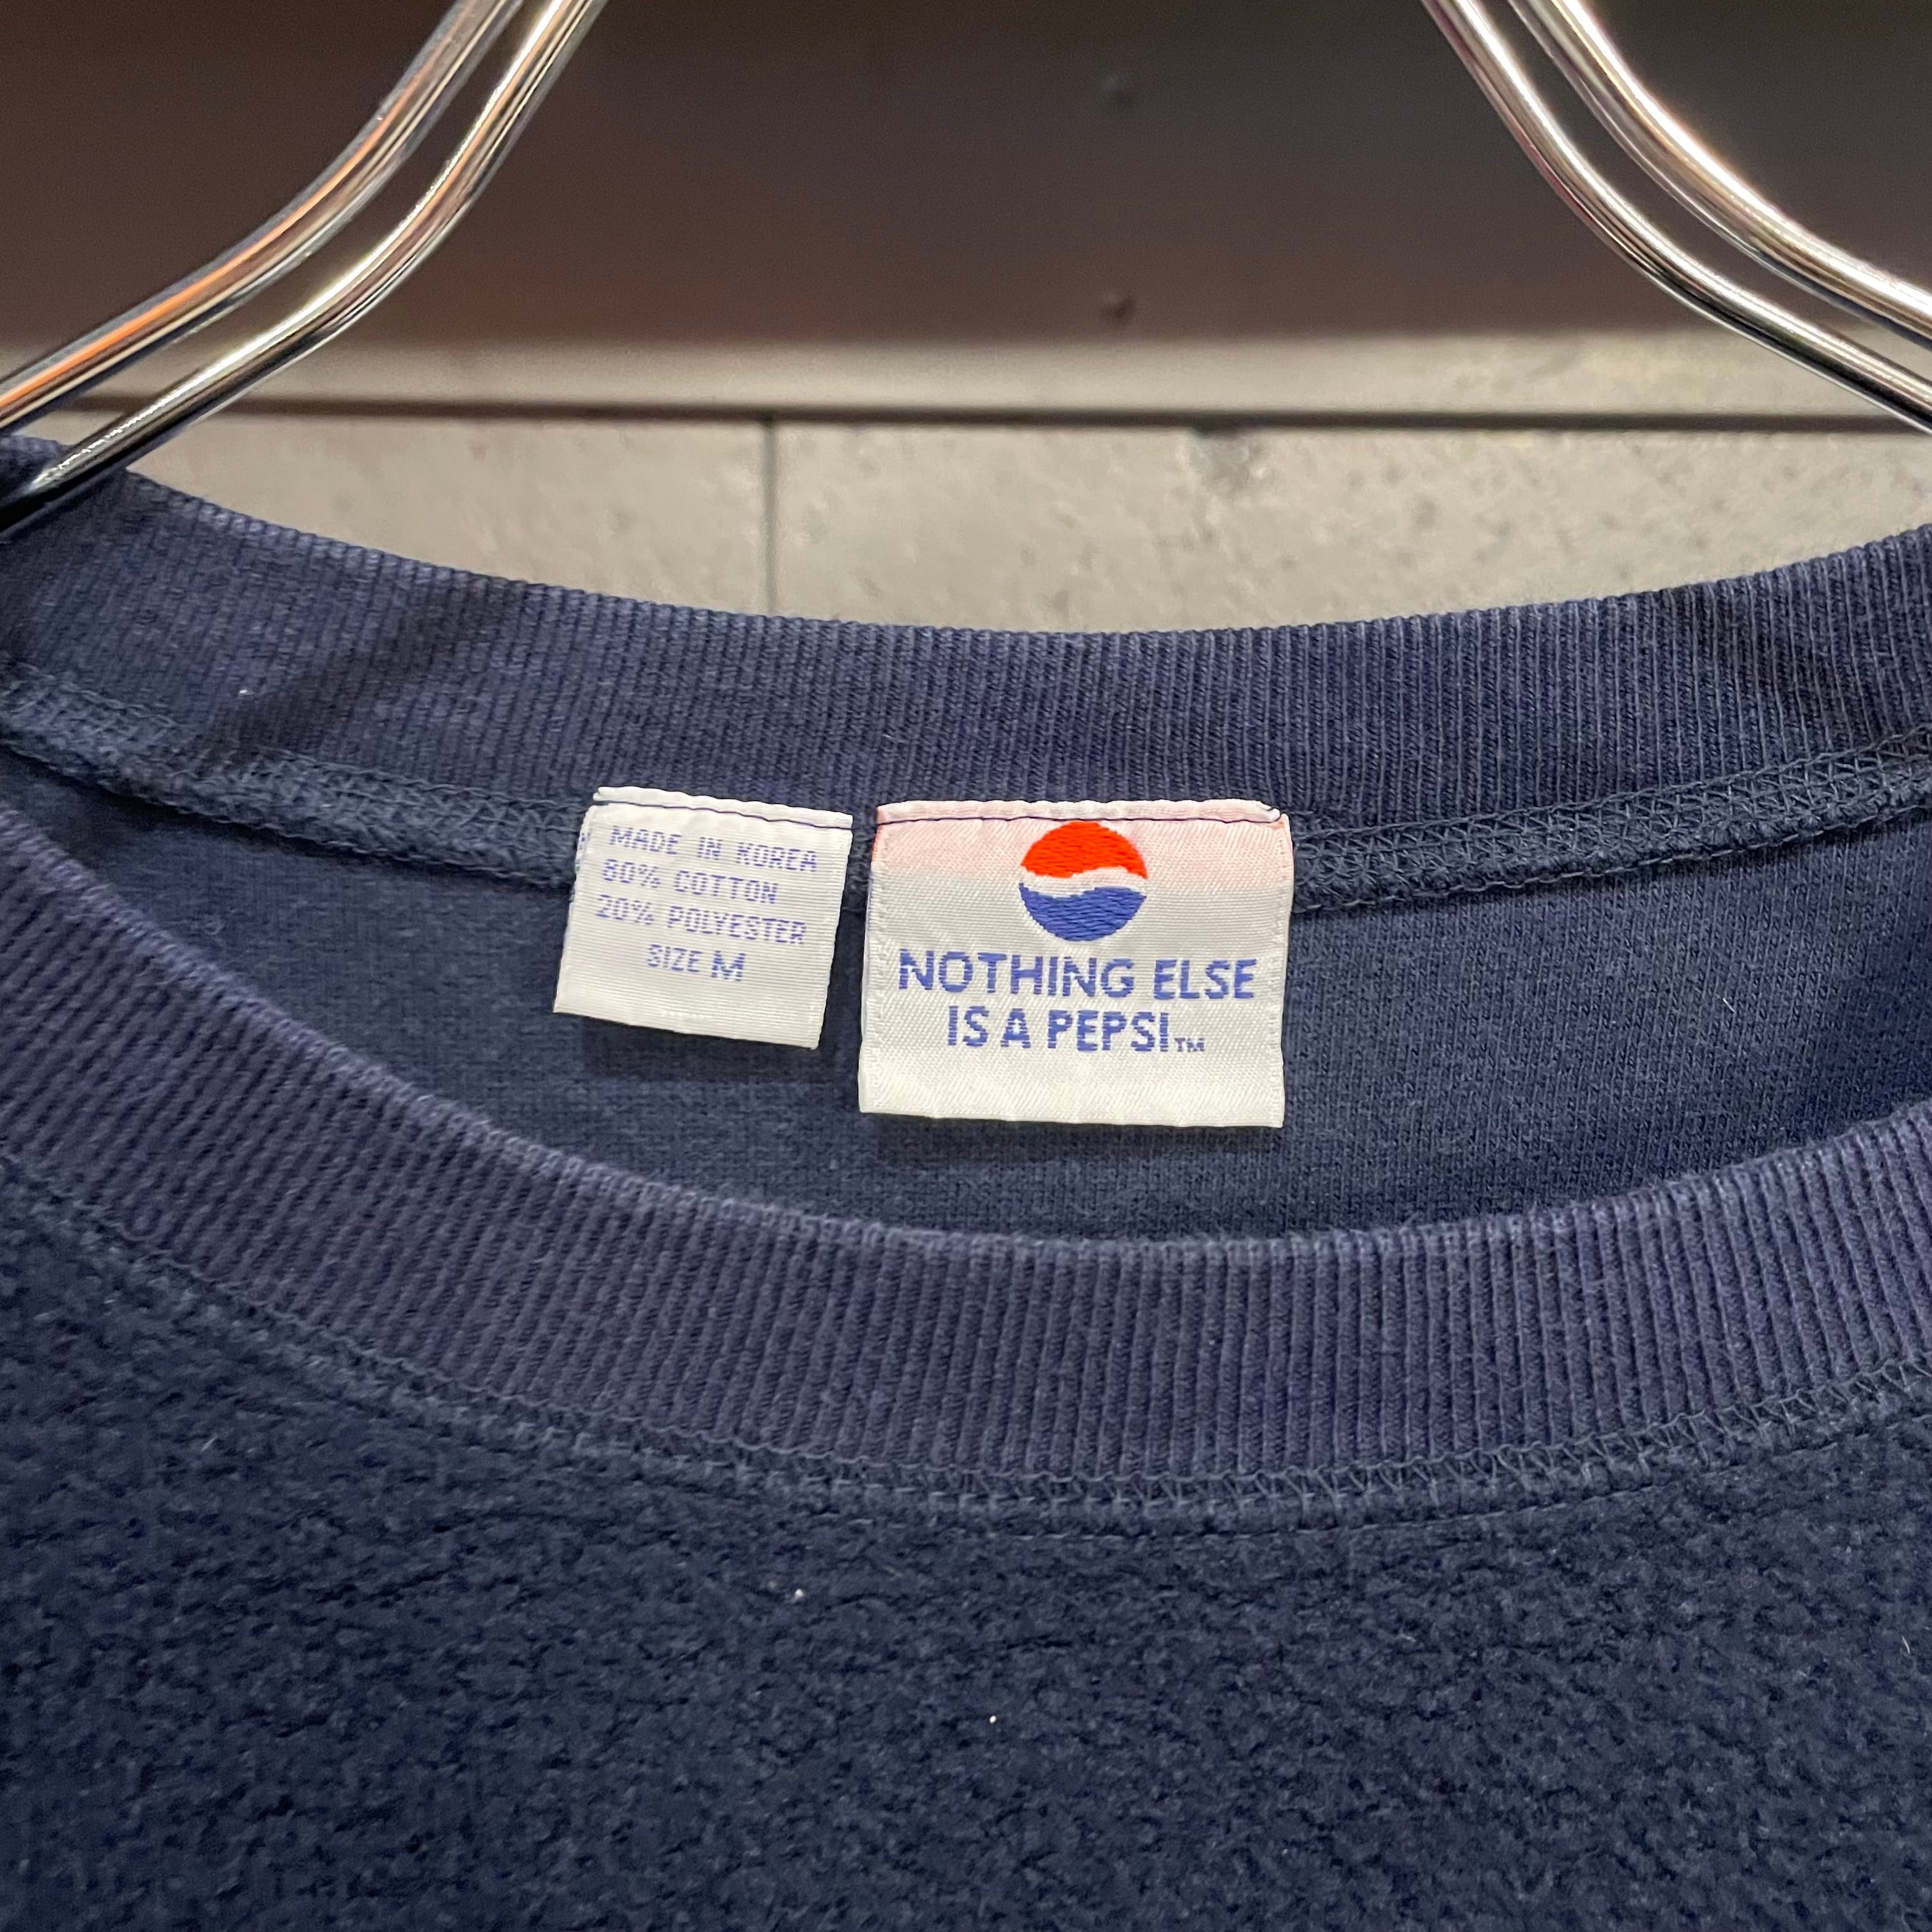 MADE IN KOREA
80% COTTON
20% POLYESTER
SIZE M
NOTHING ELSE
IS A PEPSI™